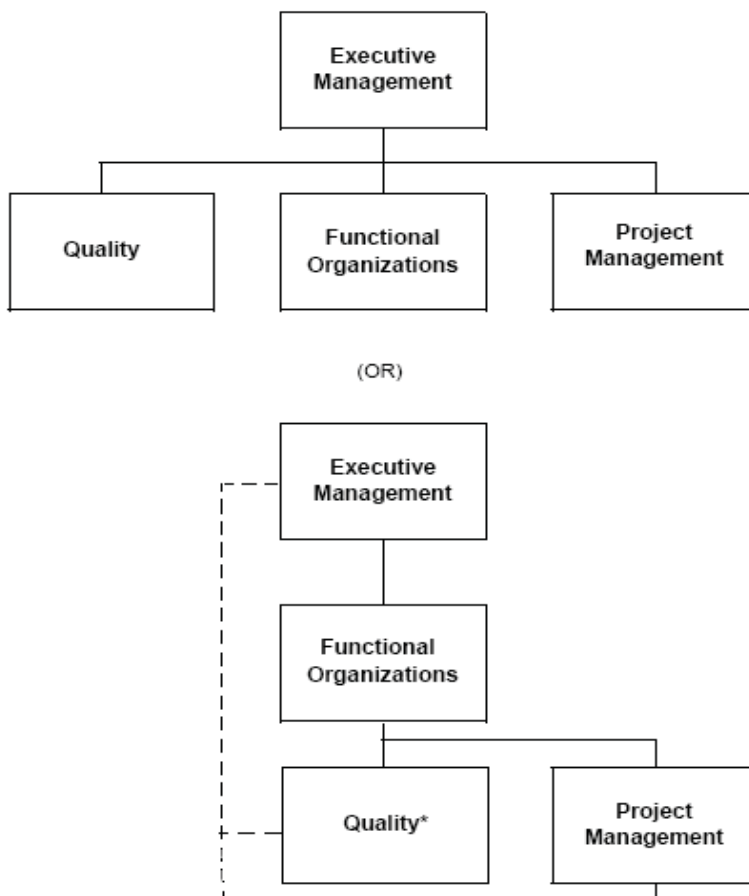 Executive
Management
Quality
Functional
Organizations
Project
Management
(OR)
Executive
Management
Functional
Organizations
Quality*
Project
Management